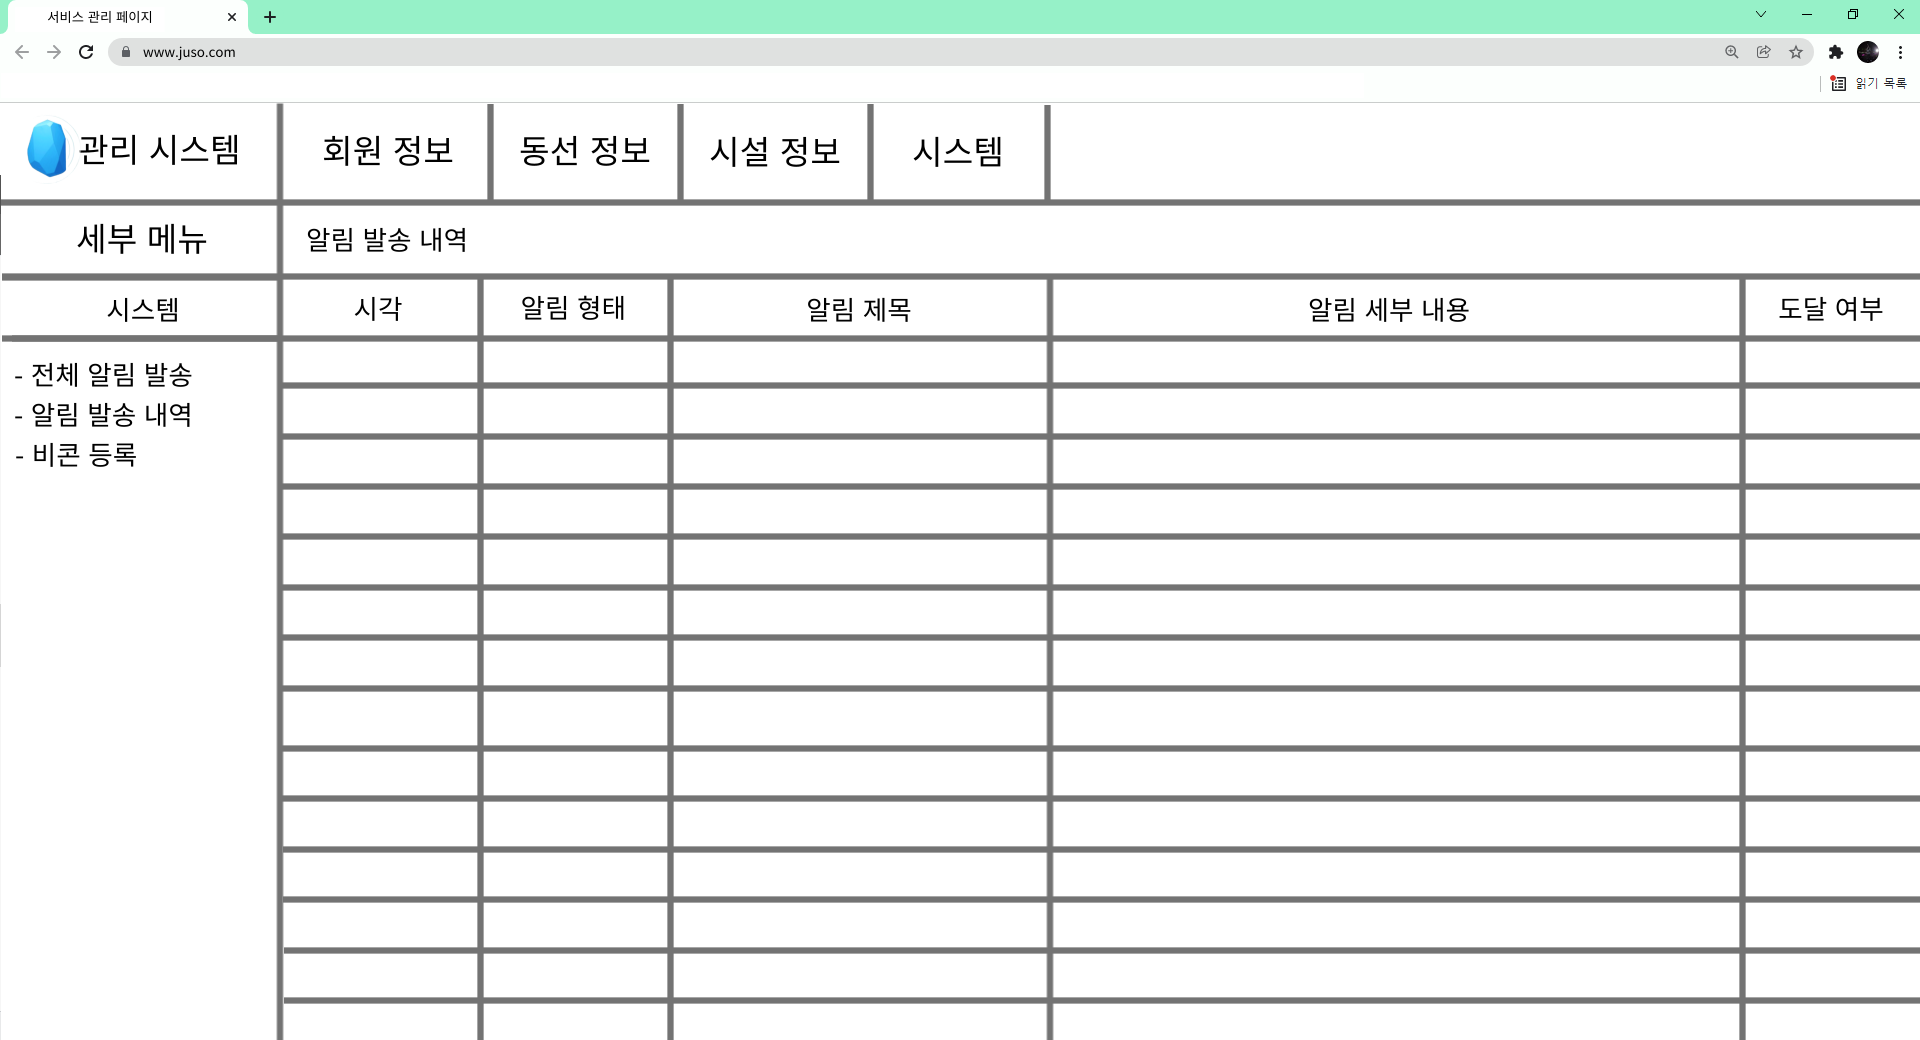 서비스 관리 페이지
www.juso.com
읽기 목록
관리 시스템 회원 정보 동선 정보 시설 정보 시스템
세부 메뉴 알림 발송 내역
시스템 시각 알림 형태 알림 제목 알림 세부 내용 도달 여부
- 전체 알림 발송
- 알림 발송 내역
- 비콘 등록